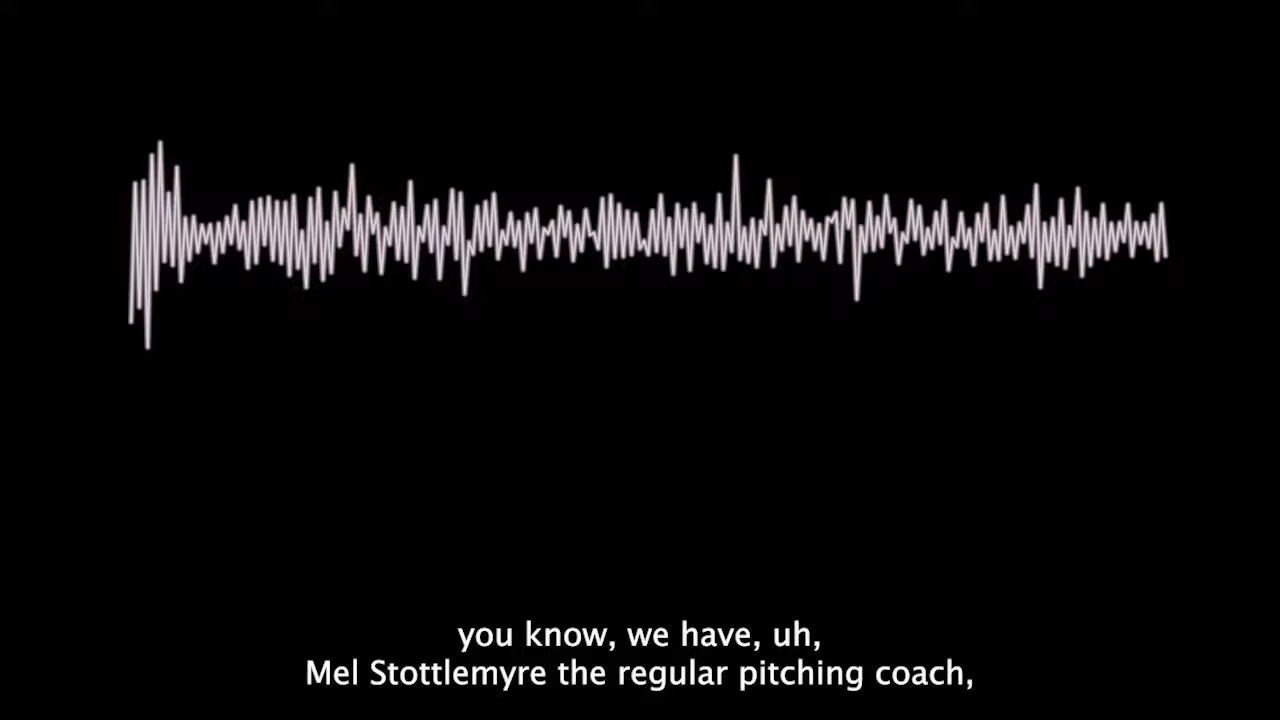 you know, we have, uh,
Mel Stottlemyre the regular pitching coach,